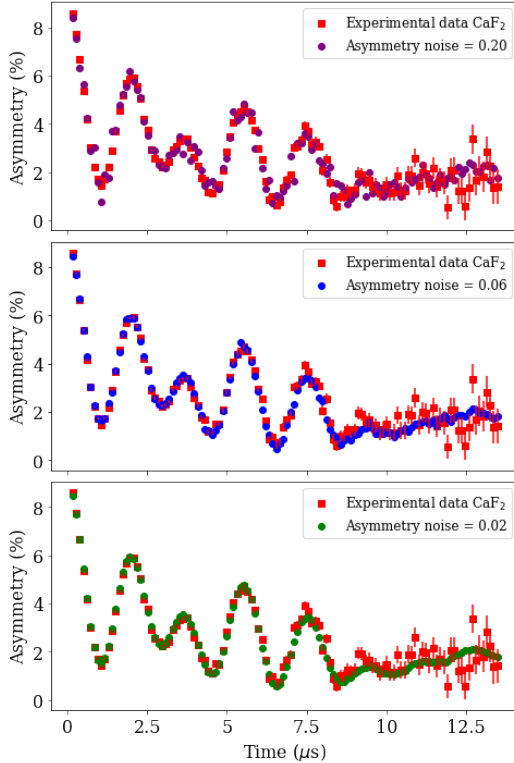 8
6
4
2
0
Asymmetry (%)
Experimental data CaF₂
Asymmetry noise = 0.20
8
6
4
2
0
Asymmetry (%)
Experimental data CaF₂
Asymmetry noise = 0.06
8
6
4
2
0
Asymmetry (%)
Experimental data CaF₂
Asymmetry noise = 0.02
0 2.5 5 7.5 10 12.5
Time (μs)